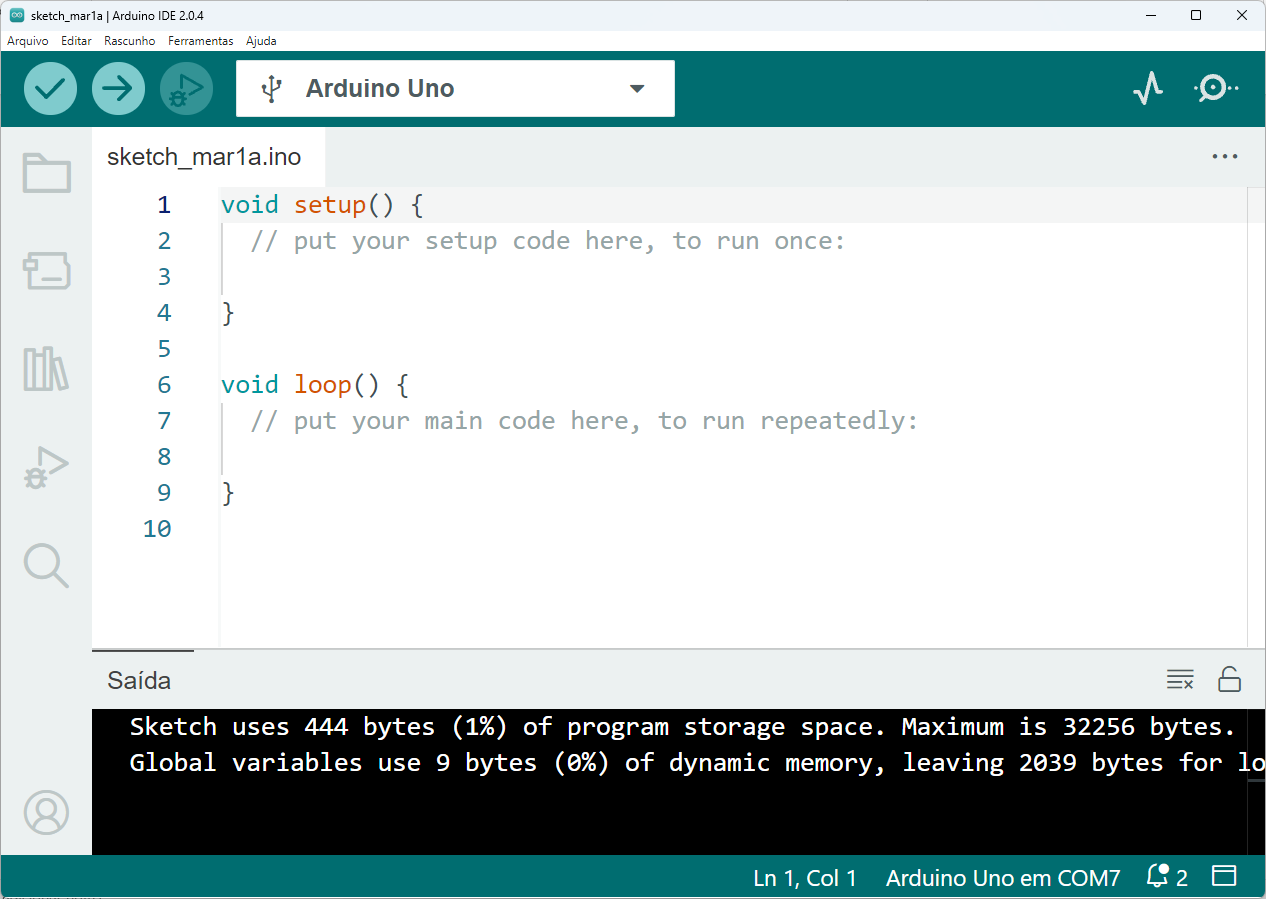 sketch_mar1a | Arduino IDE 2.0.4
Arquivo Editar Rascunho Ferramentas Ajuda
Arduino Uno
sketch_mar1a.ino
1 void setup() {
2 // put your setup code here, to run once:
3
4 }
5
6 void loop() {
7 // put your main code here, to run repeatedly:
8
9 }
10
Saída
Sketch uses 444 bytes (1%) of program storage space. Maximum is 32256 bytes.
Global variables use 9 bytes (0%) of dynamic memory, leaving 2039 bytes for lo
Ln 1, Col 1 Arduino Uno em COM7 2